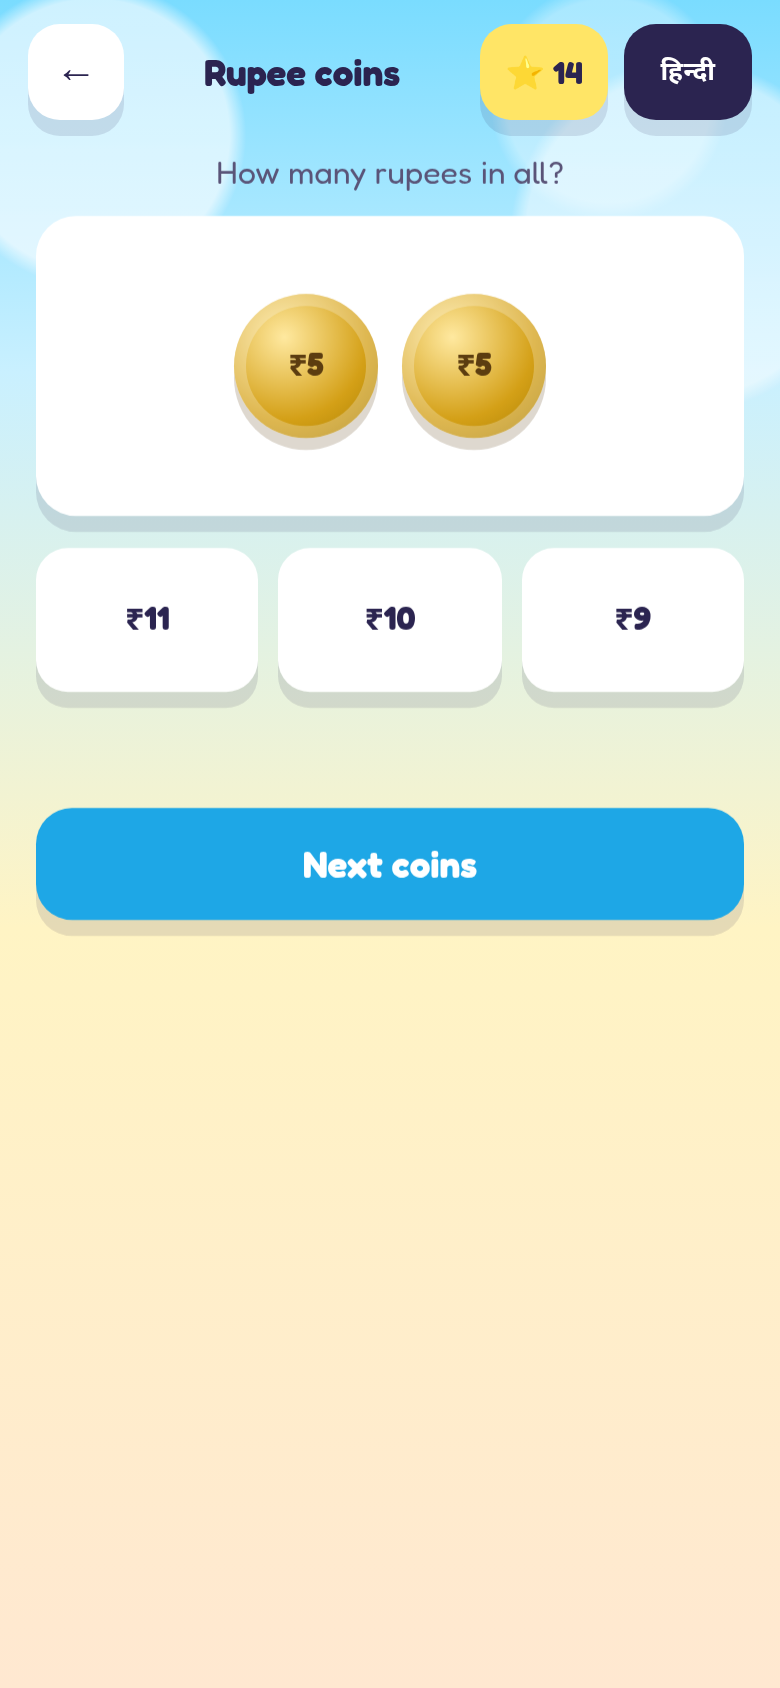 ←
Rupee coins
⭐ 14
हिन्दी
How many rupees in all?
₹5
₹5
₹11
₹10
₹9
Next coins